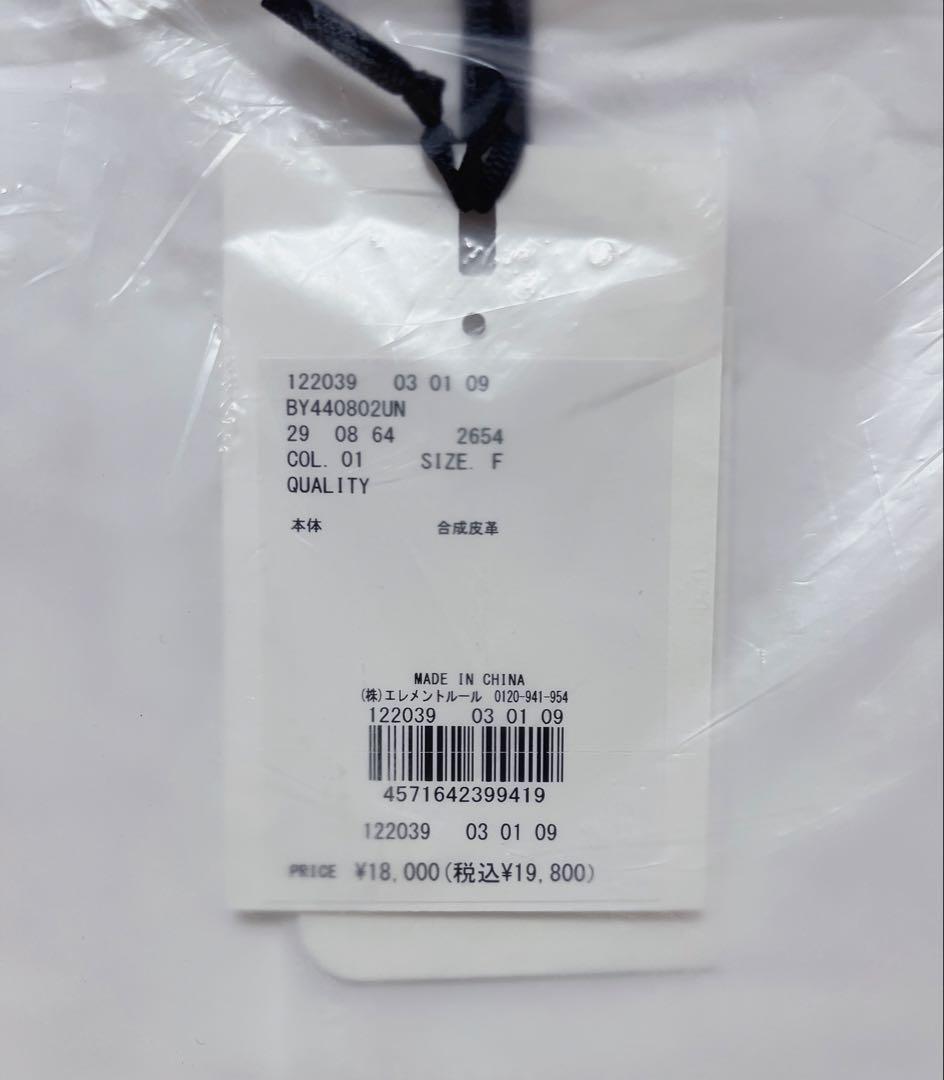 122039 03 01 09
BY440802UN
29 08 64 2654
COL. 01 SIZE. F
QUALITY
本体 合成皮革
MADE IN CHINA
(株)エレメントルール 0120-941-954
122039 03 01 09
4571642399419
122039 03 01 09
PRICE ¥18,000(税込¥19,800)